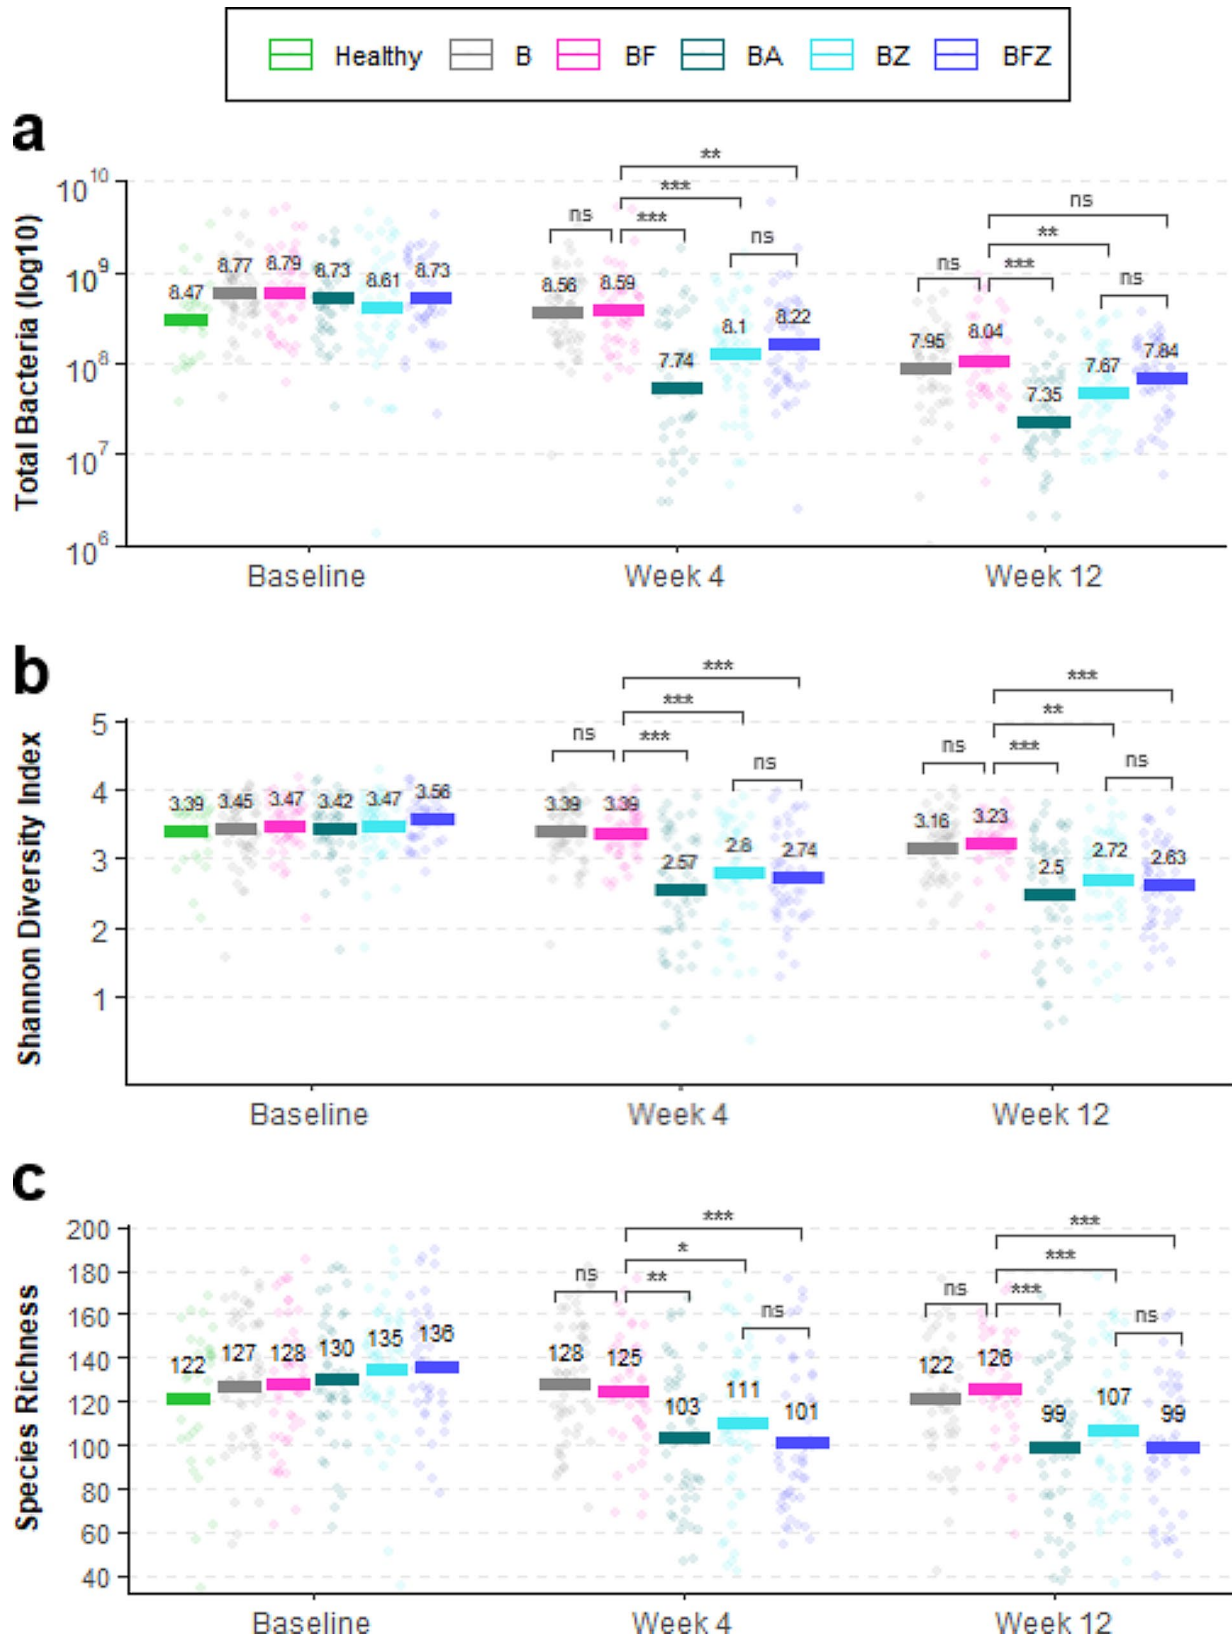 Healthy B BF BA BZ BFZ
a
Total Bacteria (log10)
10^10
10^9
10^8
10^7
10^6
8.47 8.77 8.79 8.73 8.61 8.73
**
***
ns ***
ns
8.56 8.59 7.74 8.1 8.22
ns
**
ns ***
ns
7.95 8.04 7.35 7.67 7.84
Baseline Week 4 Week 12
b
Shannon Diversity Index
5
4
3
2
1
3.39 3.45 3.47 3.42 3.47 3.56
***
***
ns ***
ns
3.39 3.39 2.57 2.8 2.74
***
**
ns ***
ns
3.16 3.23 2.5 2.72 2.63
Baseline Week 4 Week 12
c
Species Richness
200
180
160
140
120
100
80
60
40
122 127 128 130 135 136
***
*
ns **
ns
128 125 103 111 101
***
***
ns ***
ns
122 126 99 107 99
Baseline Week 4 Week 12